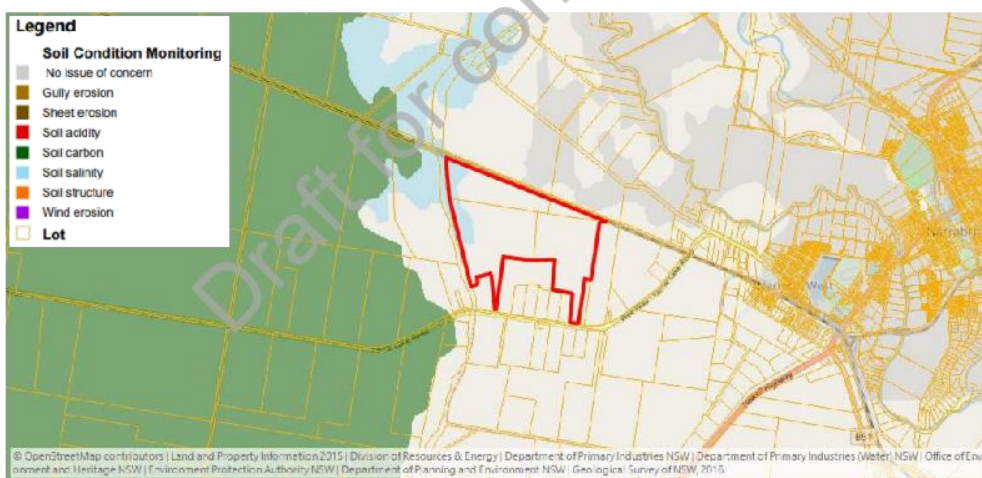 Legend
Soil Condition Monitoring
No issue of concern
Gully erosion
Sheet erosion
Soil acidity
Soil carbon
Soil salinity
Soil structure
Wind erosion
Lot
Draft for con
Narrabri
West
Highway
B51
© OpenStreetMap contributors | Land and Property Information 2015 | Division of Resources & Energy | Department of Primary Industries NSW | Department of Primary Industries (Water) NSW | Office of Env
onment and Heritage NSW | Environment Protection Authority NSW | Department of Planning and Environment NSW | Geological Survey of NSW, 2016